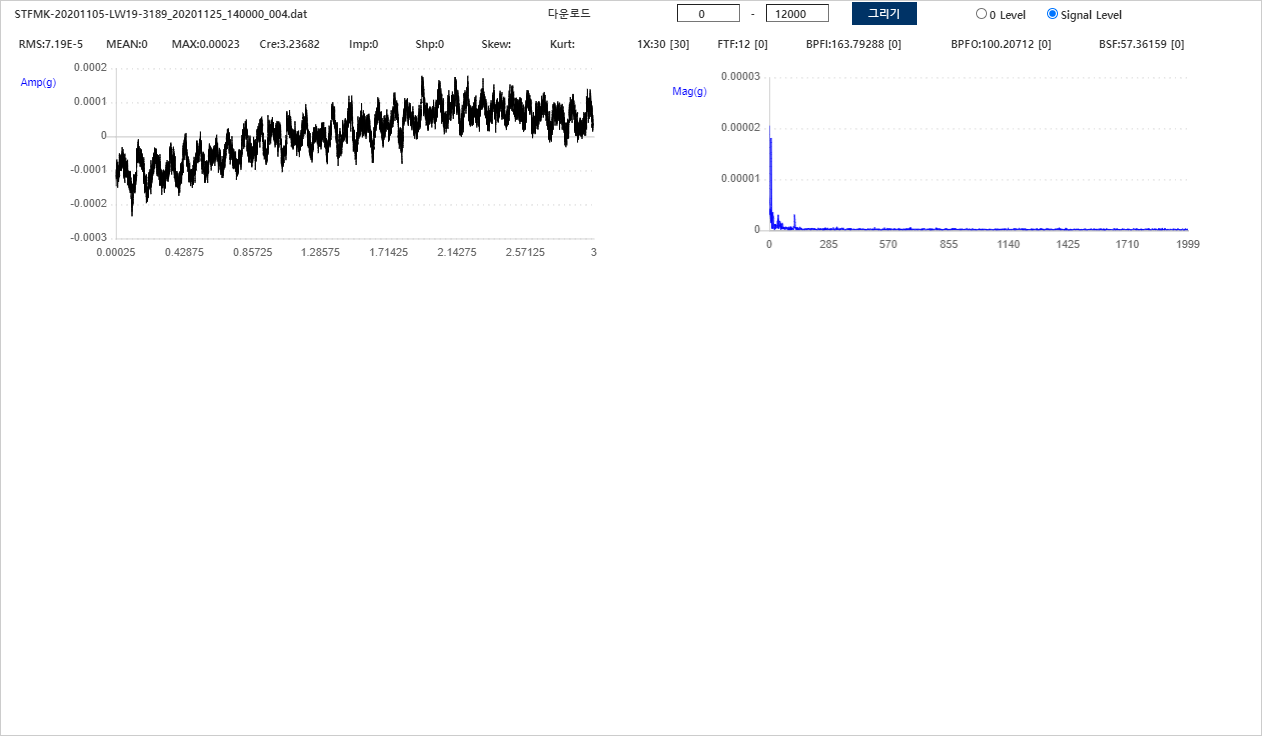 STFMK-20201105-LW19-3189_20201125_140000_004.dat 다운로드 0 - 12000 그리기 0 Level Signal Level
RMS:7.19E-5 MEAN:0 MAX:0.00023 Cre:3.23682 Imp:0 Shp:0 Skew: Kurt: 1X:30 [30] FTF:12 [0] BPFI:163.79288 [0] BPFO:100.20712 [0] BSF:57.36159 [0]
Amp(g)
0.0002
0.0001
0
-0.0001
-0.0002
-0.0003
0.00025 0.42875 0.85725 1.28575 1.71425 2.14275 2.57125 3
Mag(g)
0.00003
0.00002
0.00001
0
0 285 570 855 1140 1425 1710 1999